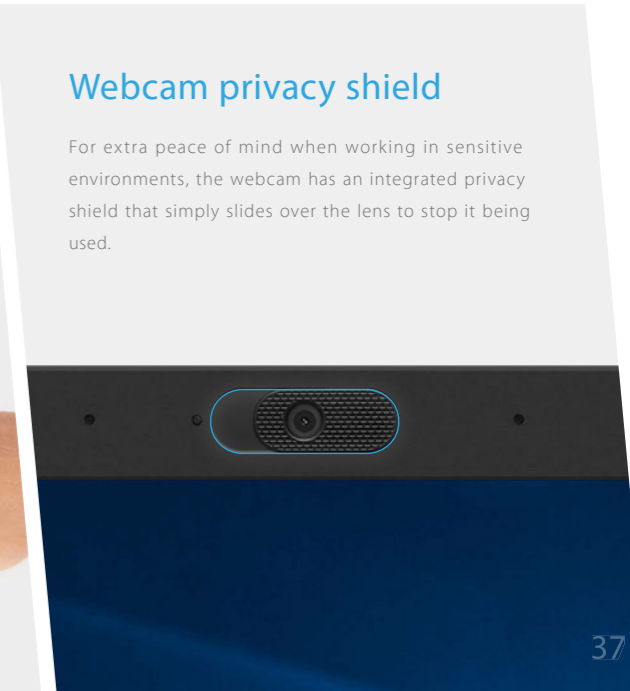 Webcam privacy shield
For extra peace of mind when working in sensitive
environments, the webcam has an integrated privacy
shield that simply slides over the lens to stop it being
used.
37